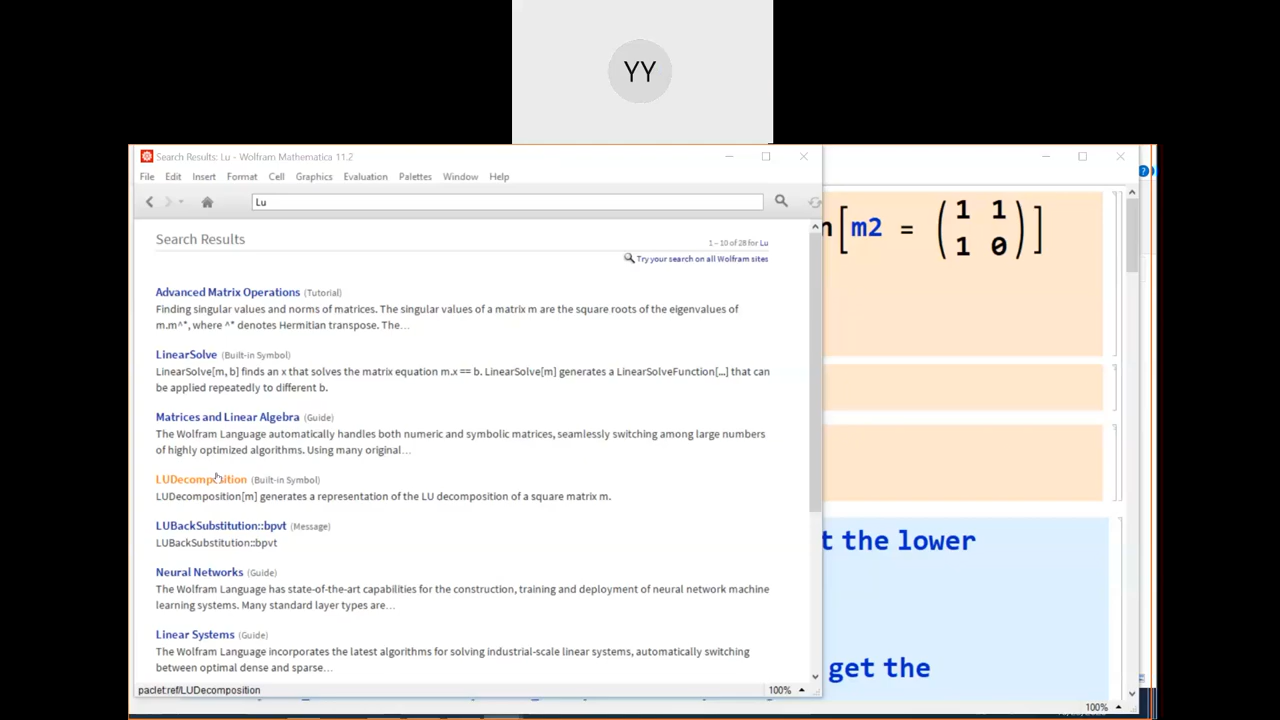 YY
Search Results: Lu - Wolfram Mathematica 11.2
File Edit Insert Format Cell Graphics Evaluation Palettes Window Help
Lu
Search Results
1 – 10 of 28 for Lu
Try your search on all Wolfram sites
Advanced Matrix Operations (Tutorial)
Finding singular values and norms of matrices. The singular values of a matrix m are the square roots of the eigenvalues of
m.m^*, where ^* denotes Hermitian transpose. The…
LinearSolve (Built-in Symbol)
LinearSolve[m, b] finds an x that solves the matrix equation m.x == b. LinearSolve[m] generates a LinearSolveFunction[…] that can
be applied repeatedly to different b.
Matrices and Linear Algebra (Guide)
The Wolfram Language automatically handles both numeric and symbolic matrices, seamlessly switching among large numbers
of highly optimized algorithms. Using many original…
LUDecomposition (Built-in Symbol)
LUDecomposition[m] generates a representation of the LU decomposition of a square matrix m.
LUBackSubstitution::bpvt (Message)
LUBackSubstitution::bpvt
Neural Networks (Guide)
The Wolfram Language has state-of-the-art capabilities for the construction, training and deployment of neural network machine
learning systems. Many standard layer types are…
Linear Systems (Guide)
The Wolfram Language incorporates the latest algorithms for solving industrial-scale linear systems, automatically switching
between optimal dense and sparse…
paclet:ref/LUDecomposition
100%
n[m2 = (1 1
1 0)]
t the lower
get the
100%